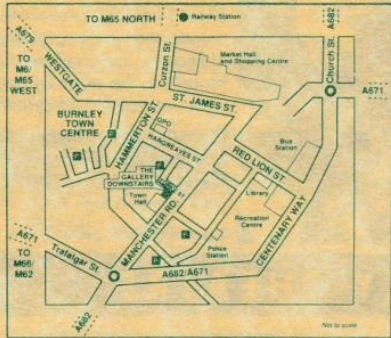 TO M65 NORTH
Railway Station
A682
A679
TO
M6/
M65
WEST
WESTGATE
Curzon St.
Market Hall
and Shopping Centre
Church St.
A671
ST. JAMES ST.
BURNLEY
TOWN
CENTRE
HAMMERTON ST.
GPO
HARGREAVES ST.
RED LION ST.
Bus
Station
P
P
P
THE
GALLERY
DOWNSTAIRS
Town
Hall
ST
Library
MANCHESTER RD.
Recreation
Centre
CENTENARY WAY
P
Police
Station
A671
TO
M66/
M62
Trafalgar St.
P
A682/A671
A682
Not to scale